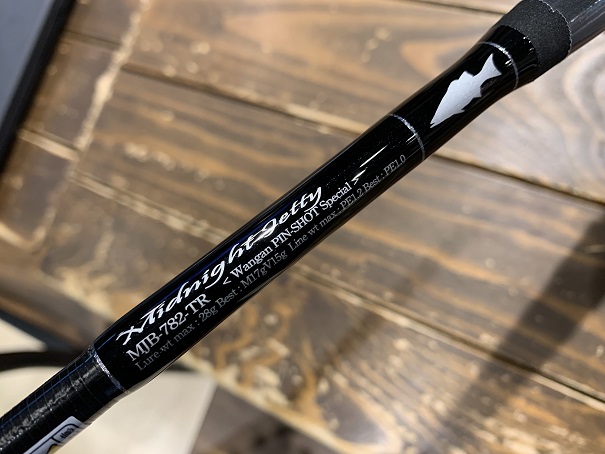 Midnight Jetty
MJB-782-TR < Wangan PIN-SHOT Special >
Lure wt max : 28g Best : M17gV15g Line wt max : PE1.2 Best : PE1.0